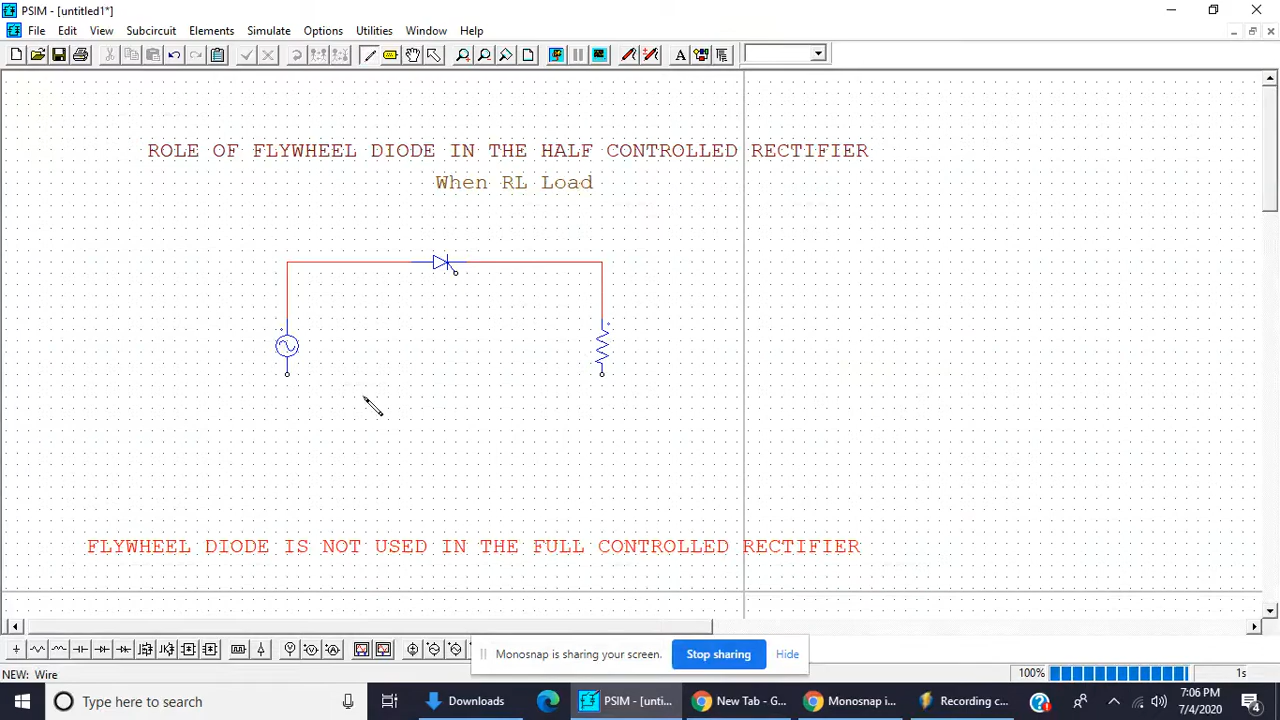 PSIM - [untitled1*]
File Edit View Subcircuit Elements Simulate Options Utilities Window Help
ROLE OF FLYWHEEL DIODE IN THE HALF CONTROLLED RECTIFIER
When RL Load
FLYWHEEL DIODE IS NOT USED IN THE FULL CONTROLLED RECTIFIER
Monosnap is sharing your screen. Stop sharing Hide
NEW: Wire 100% 1s
Type here to search Downloads PSIM - [unti... New Tab - G... Monosnap i... Recording c... 7:06 PM
7/4/2020 4